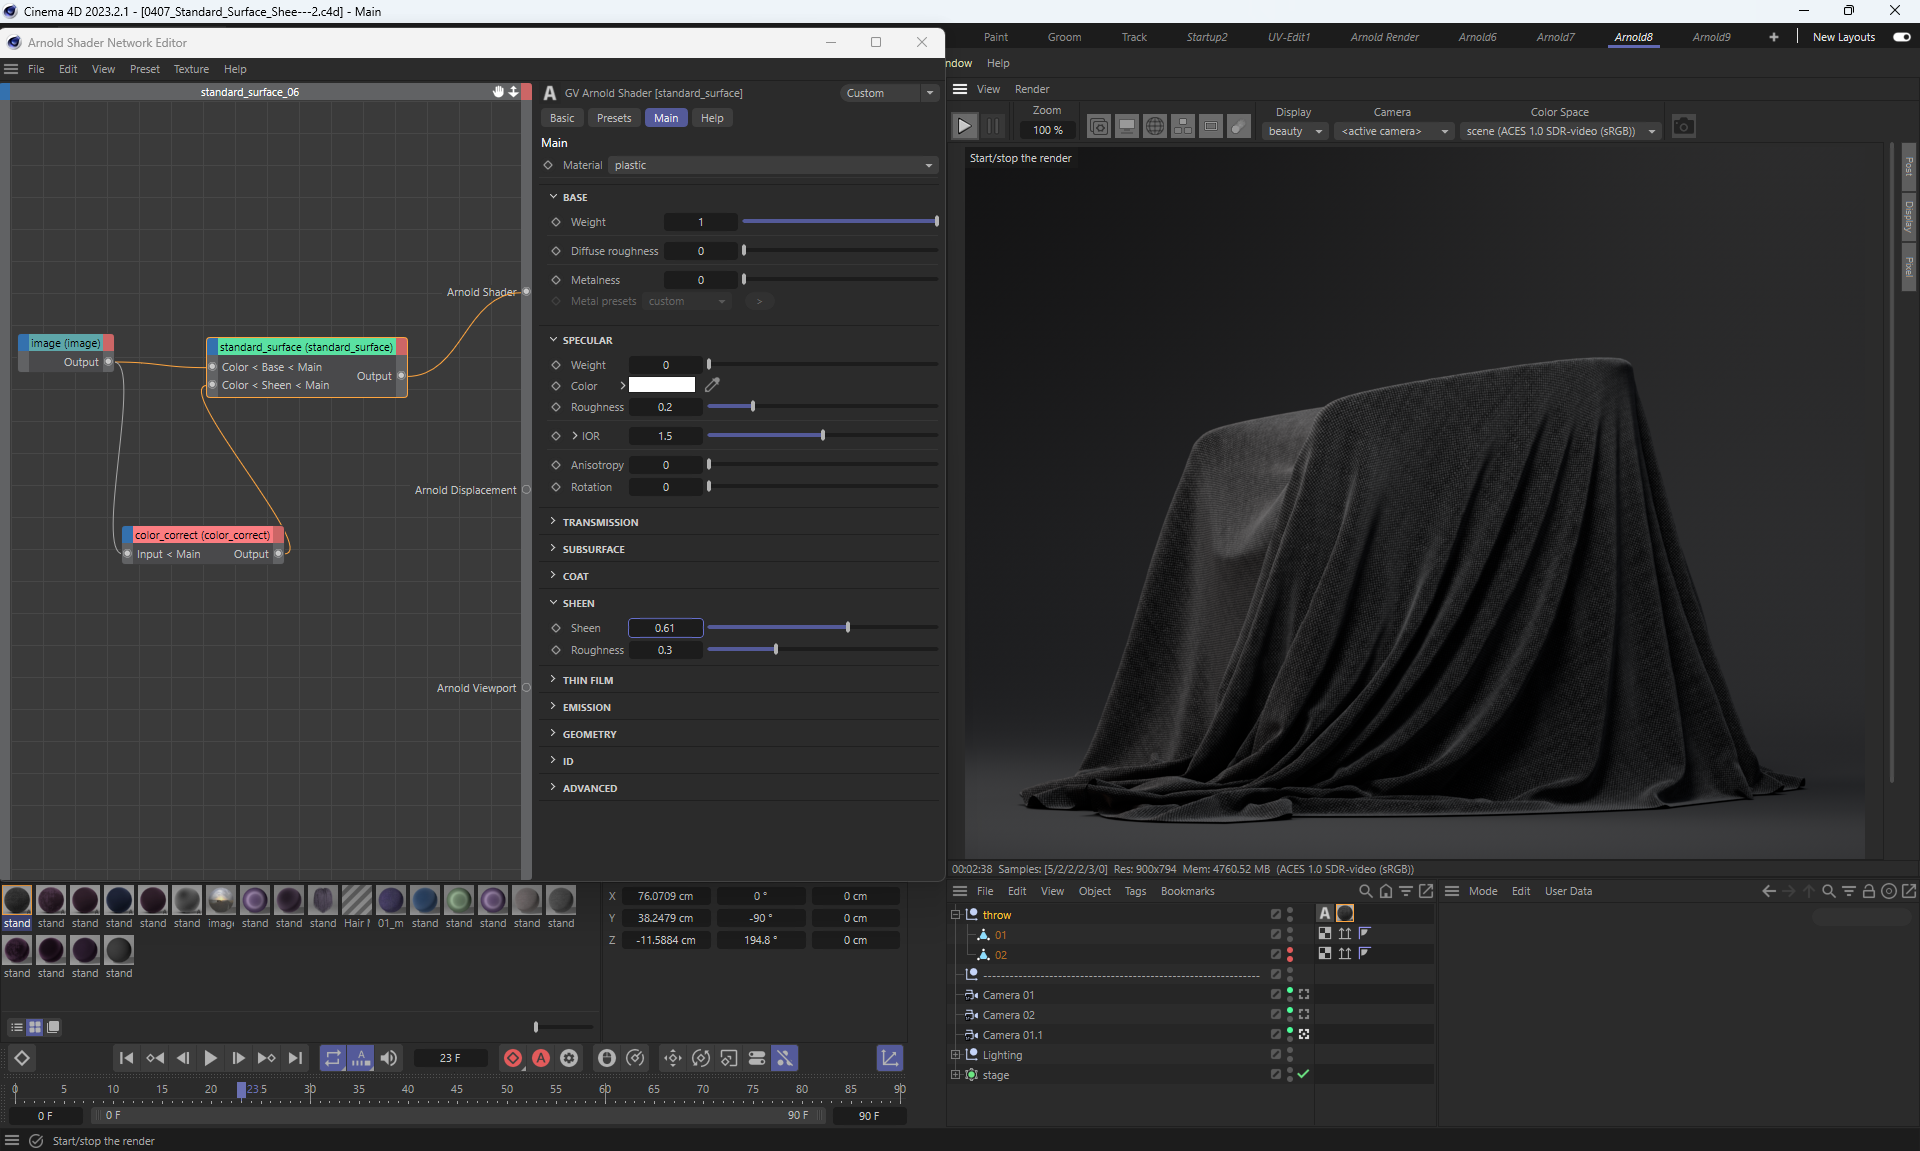 Cinema 4D 2023.2.1 - [0407_Standard_Surface_Shee---2.c4d] - Main
Arnold Shader Network Editor
Paint Groom Track Startup2 UV-Edit1 Arnold Render Arnold6 Arnold7 Arnold8 Arnold9 + New Layouts
File Edit View Preset Texture Help
ndow Help
standard_surface_06
Arnold Shader
image (image)
Output
standard_surface (standard_surface)
Color < Base < Main
Output
Color < Sheen < Main
Arnold Displacement
color_correct (color_correct)
Input < Main Output
Arnold Viewport
A GV Arnold Shader [standard_surface] Custom
Basic Presets Main Help
Main
Material plastic
BASE
Weight 1
Diffuse roughness 0
Metalness 0
Metal presets custom >
SPECULAR
Weight 0
Color
Roughness 0.2
IOR 1.5
Anisotropy 0
Rotation 0
TRANSMISSION
SUBSURFACE
COAT
SHEEN
Sheen 0.61
Roughness 0.3
THIN FILM
EMISSION
GEOMETRY
ID
ADVANCED
View Render
Zoom Display Camera Color Space
100 % beauty <active camera> scene (ACES 1.0 SDR-video (sRGB))
Start/stop the render
Post
Display
Pixel
00:02:38 Samples: [5/2/2/2/3/0] Res: 900x794 Mem: 4760.52 MB (ACES 1.0 SDR-video (sRGB))
stand stand stand stand stand stand image stand stand stand Hair 01_m stand stand stand stand stand
stand stand stand stand
X 76.0709 cm 0 ° 0 cm
Y 38.2479 cm -90 ° 0 cm
Z -11.5884 cm 194.8 ° 0 cm
File Edit View Object Tags Bookmarks
throw A
01
02
--------------------------------------------------------------
Camera 01
Camera 02
Camera 01.1
Lighting
stage
Mode Edit User Data
A 23 F A
0 5 10 15 20 23.5 30 35 40 45 50 55 60 65 70 75 80 85 90
0 F 0 F 90 F 90 F
Start/stop the render